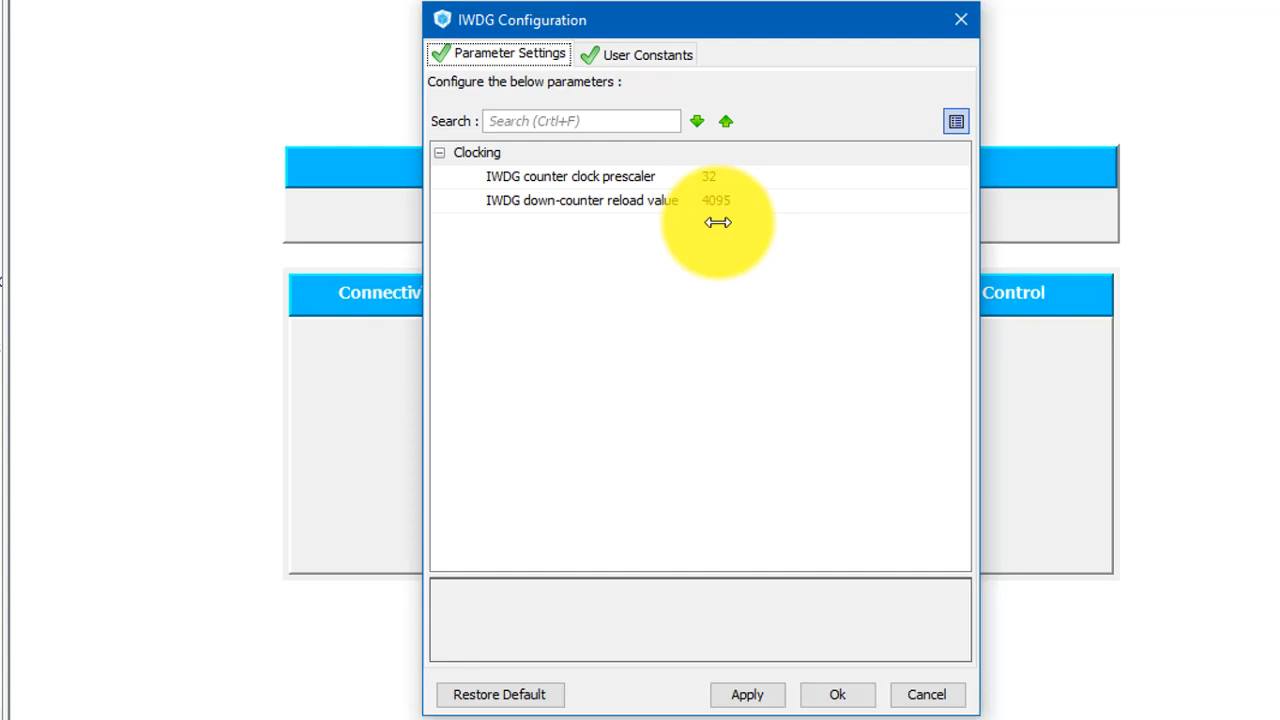 IWDG Configuration
Parameter Settings
User Constants
Configure the below parameters :
Search :
Search (Crtl+F)
Clocking
IWDG counter clock prescaler 32
IWDG down-counter reload value 4095
Connectiv
Control
Restore Default
Apply
Ok
Cancel